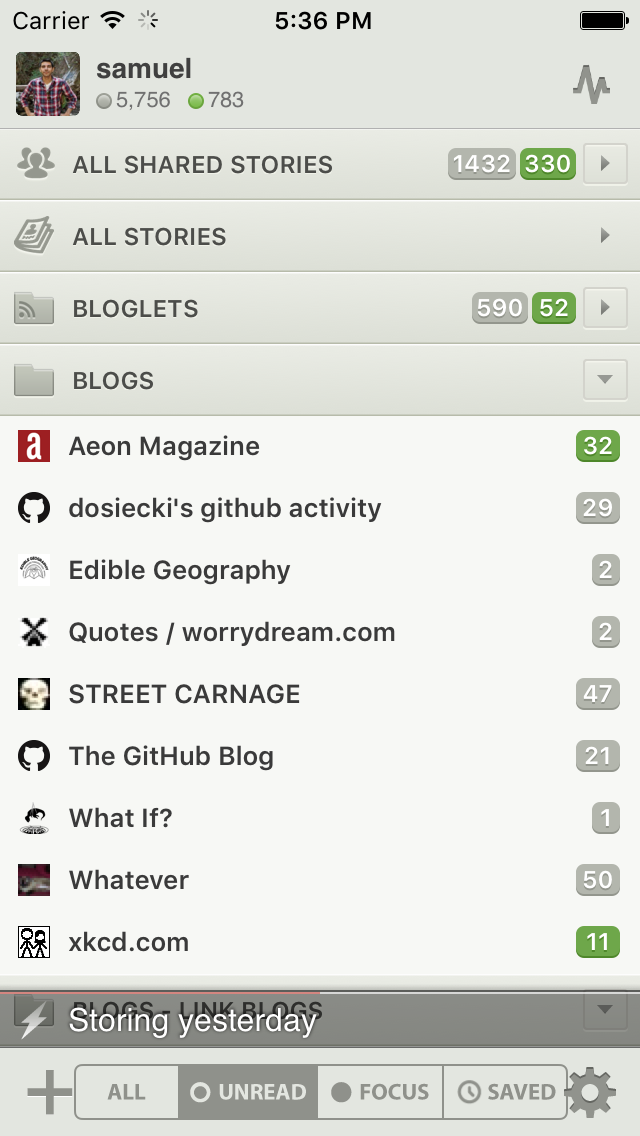 Carrier 5:36 PM
samuel
5,756 783
ALL SHARED STORIES 1432 330
ALL STORIES
BLOGLETS 590 52
BLOGS
a Aeon Magazine 32
dosiecki's github activity 29
Edible Geography 2
Quotes / worrydream.com 2
STREET CARNAGE 47
The GitHub Blog 21
What If? 1
Whatever 50
xkcd.com 11
BLOGS - LINK BLOGS
Storing yesterday
ALL UNREAD FOCUS SAVED